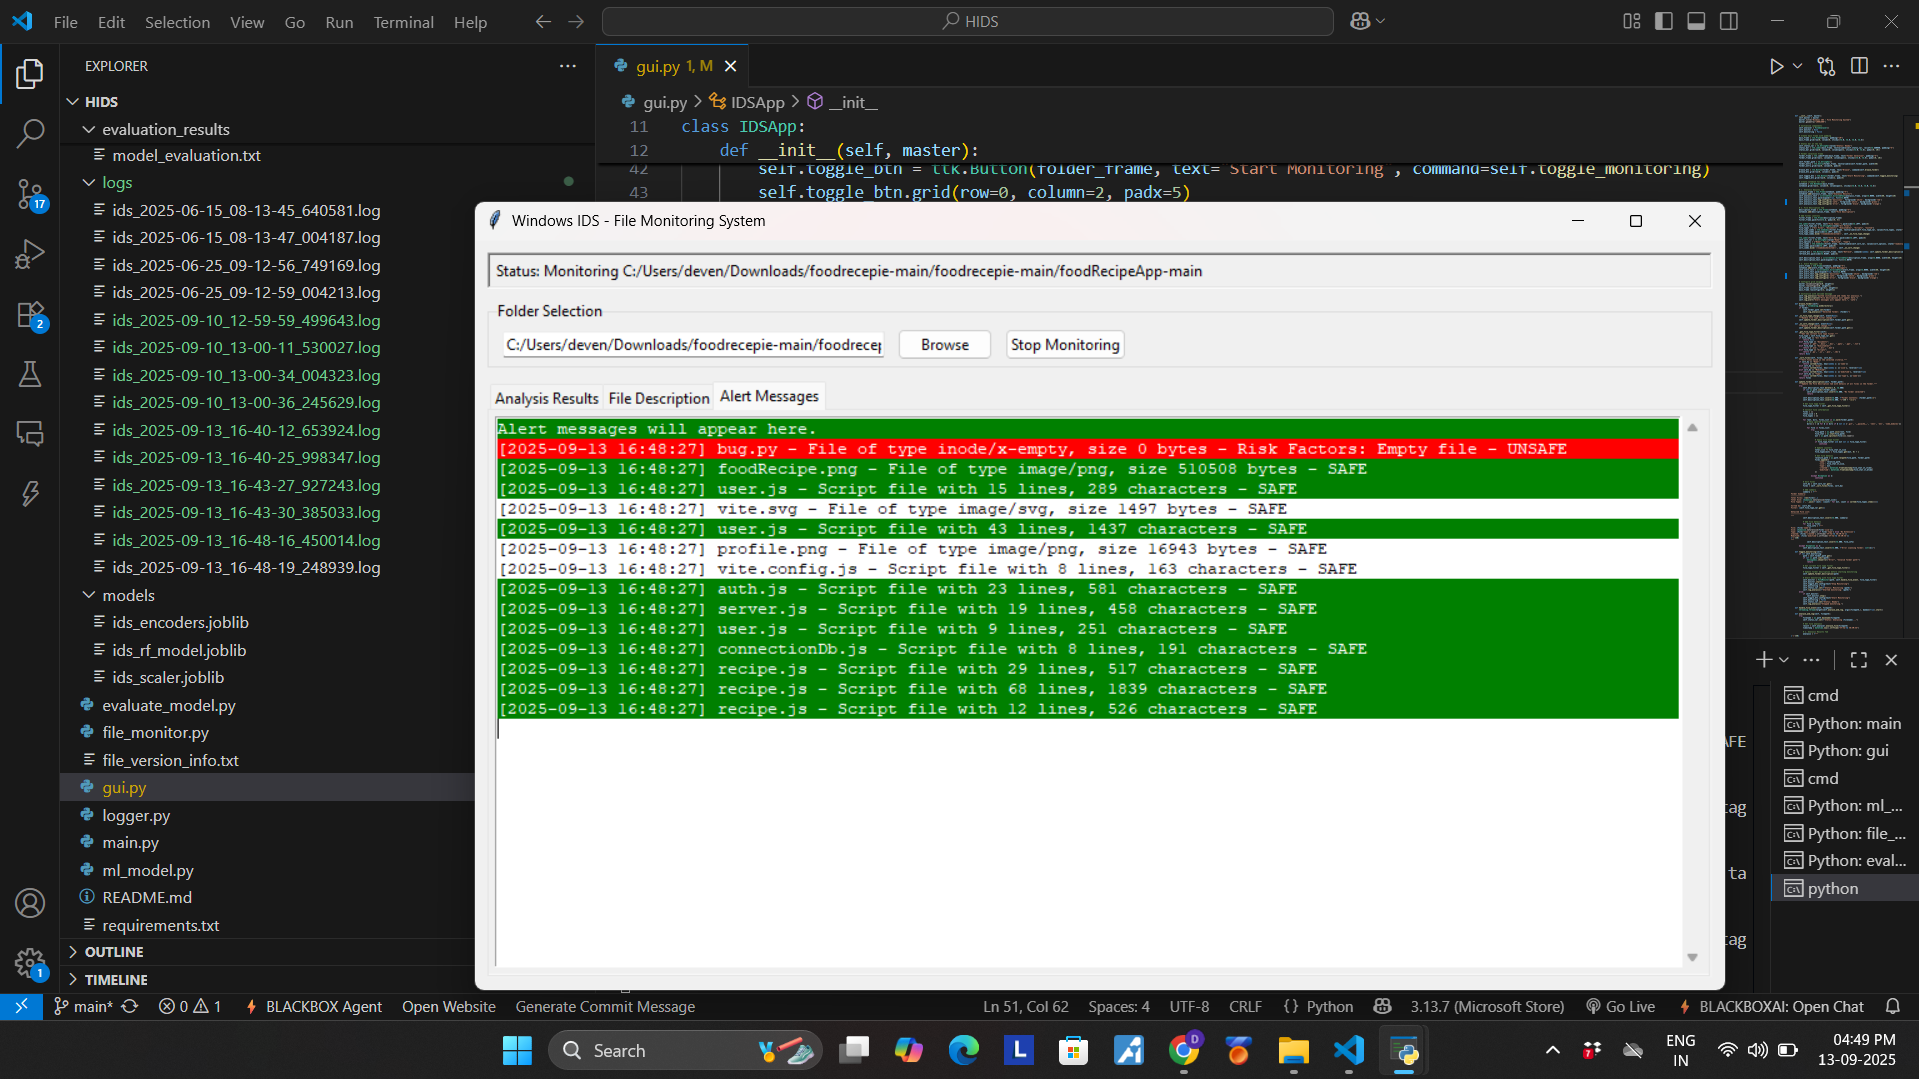 File Edit Selection View Go Run Terminal Help
HIDS
EXPLORER
HIDS
evaluation_results
model_evaluation.txt
logs
ids_2025-06-15_08-13-45_640581.log
ids_2025-06-15_08-13-47_004187.log
ids_2025-06-25_09-12-56_749169.log
ids_2025-06-25_09-12-59_004213.log
ids_2025-09-10_12-59-59_499643.log
ids_2025-09-10_13-00-11_530027.log
ids_2025-09-10_13-00-34_004323.log
ids_2025-09-10_13-00-36_245629.log
ids_2025-09-13_16-40-12_653924.log
ids_2025-09-13_16-40-25_998347.log
ids_2025-09-13_16-43-27_927243.log
ids_2025-09-13_16-43-30_385033.log
ids_2025-09-13_16-48-16_450014.log
ids_2025-09-13_16-48-19_248939.log
models
ids_encoders.joblib
ids_rf_model.joblib
ids_scaler.joblib
evaluate_model.py
file_monitor.py
file_version_info.txt
gui.py
logger.py
main.py
ml_model.py
README.md
requirements.txt
OUTLINE
TIMELINE
17
2
1
gui.py 1, M
gui.py > IDSApp > __init__
11 class IDSApp:
12 def __init__(self, master):
42 self.toggle_btn = ttk.Button(folder_frame, text="Start Monitoring", command=self.toggle_monitoring)
43 self.toggle_btn.grid(row=0, column=2, padx=5)
Windows IDS - File Monitoring System
Status: Monitoring C:/Users/deven/Downloads/foodrecepie-main/foodrecepie-main/foodRecipeApp-main
Folder Selection
C:/Users/deven/Downloads/foodrecepie-main/foodrecep
Browse
Stop Monitoring
Analysis Results File Description Alert Messages
Alert messages will appear here.
[2025-09-13 16:48:27] bug.py - File of type inode/x-empty, size 0 bytes - Risk Factors: Empty file - UNSAFE
[2025-09-13 16:48:27] foodRecipe.png - File of type image/png, size 510508 bytes - SAFE
[2025-09-13 16:48:27] user.js - Script file with 15 lines, 289 characters - SAFE
[2025-09-13 16:48:27] vite.svg - File of type image/svg, size 1497 bytes - SAFE
[2025-09-13 16:48:27] user.js - Script file with 43 lines, 1437 characters - SAFE
[2025-09-13 16:48:27] profile.png - File of type image/png, size 16943 bytes - SAFE
[2025-09-13 16:48:27] vite.config.js - Script file with 8 lines, 163 characters - SAFE
[2025-09-13 16:48:27] auth.js - Script file with 23 lines, 581 characters - SAFE
[2025-09-13 16:48:27] server.js - Script file with 19 lines, 458 characters - SAFE
[2025-09-13 16:48:27] user.js - Script file with 9 lines, 251 characters - SAFE
[2025-09-13 16:48:27] connectionDb.js - Script file with 8 lines, 191 characters - SAFE
[2025-09-13 16:48:27] recipe.js - Script file with 29 lines, 517 characters - SAFE
[2025-09-13 16:48:27] recipe.js - Script file with 68 lines, 1839 characters - SAFE
[2025-09-13 16:48:27] recipe.js - Script file with 12 lines, 526 characters - SAFE
AFE
tag
ta
tag
cmd
Python: main
Python: gui
cmd
Python: ml_...
Python: file_...
Python: eval...
python
main* 0 1 BLACKBOX Agent Open Website Generate Commit Message Ln 51, Col 62 Spaces: 4 UTF-8 CRLF {} Python 3.13.7 (Microsoft Store) Go Live BLACKBOXAI: Open Chat
Search
L
D
7
ENG
IN
04:49 PM
13-09-2025